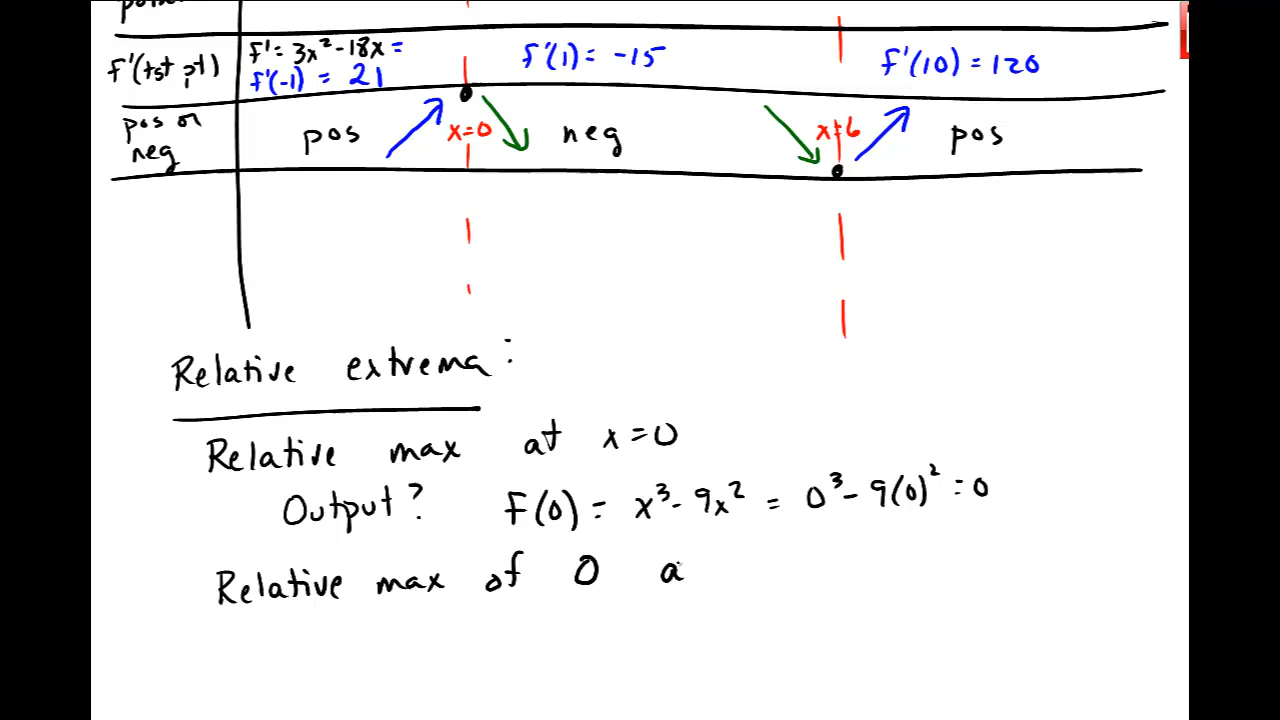 f'(tst pt)
f' = 3x² - 18x =
f'(-1) = 21
f'(1) = -15
f'(10) = 120
pos or
neg
pos
x=0
neg
x=6
pos
Relative extrema:
Relative max at x=0
Output? F(0) = x³ - 9x² = 0³ - 9(0)² = 0
Relative max of 0 a